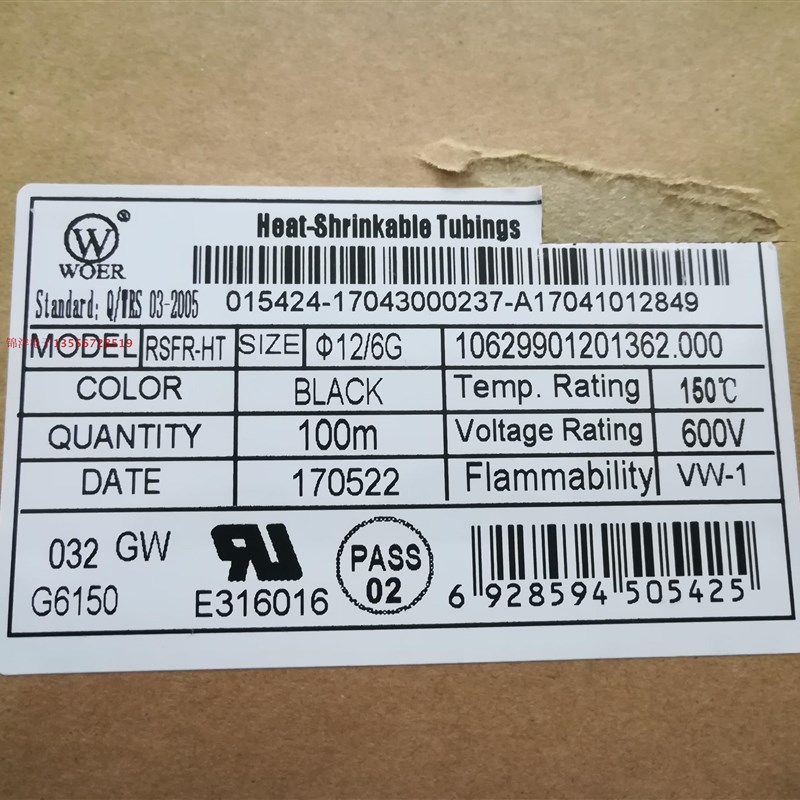 Heat-Shrinkable Tubings
W®
WOER
Standard: Q/WRS 03-2005 015424-17043000237-A17041012849
MODEL RSFR-HT SIZE Φ12/6G 10629901201362.000
COLOR BLACK Temp. Rating 150℃
QUANTITY 100m Voltage Rating 600V
DATE 170522 Flammability VW-1
032 GW
G6150
RU
E316016
PASS
02
6 928594 505425